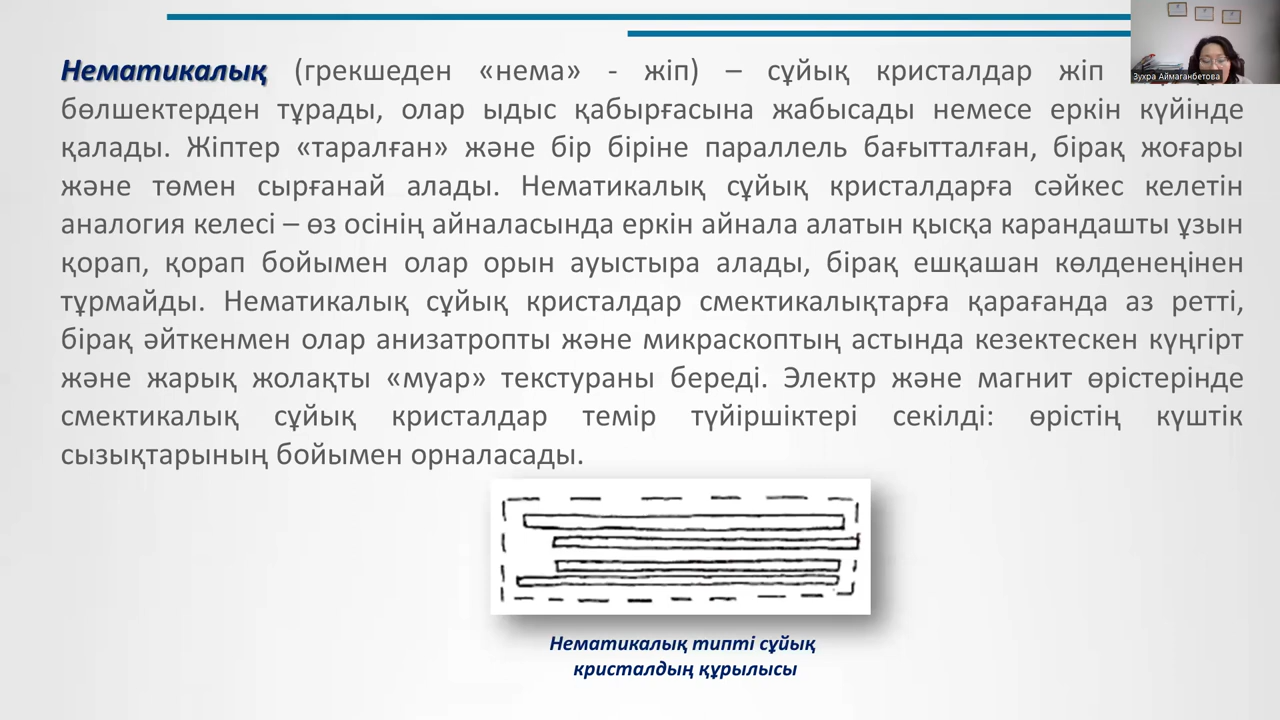 Нематикалық (грекшеден «нема» - жіп) – сұйық кристалдар жіп
бөлшектерден тұрады, олар ыдыс қабырғасына жабысады немесе еркін күйінде
қалады. Жіптер «таралған» және бір біріне параллель бағытталған, бірақ жоғары
және төмен сырғанай алады. Нематикалық сұйық кристалдарға сәйкес келетін
аналогия келесі – өз осінің айналасында еркін айнала алатын қысқа карандашты ұзын
қорап, қорап бойымен олар орын ауыстыра алады, бірақ ешқашан көлденеңінен
тұрмайды. Нематикалық сұйық кристалдар смектикалықтарға қарағанда аз ретті,
бірақ әйткенмен олар анизатропты және микраскоптың астында кезектескен күңгірт
және жарық жолақты «муар» текстураны береді. Электр және магнит өрістерінде
смектикалық сұйық кристалдар темір түйіршіктері секілді: өрістің күштік
сызықтарының бойымен орналасады.
Нематикалық типті сұйық
кристалдың құрылысы
Зухра Аймаганбетова